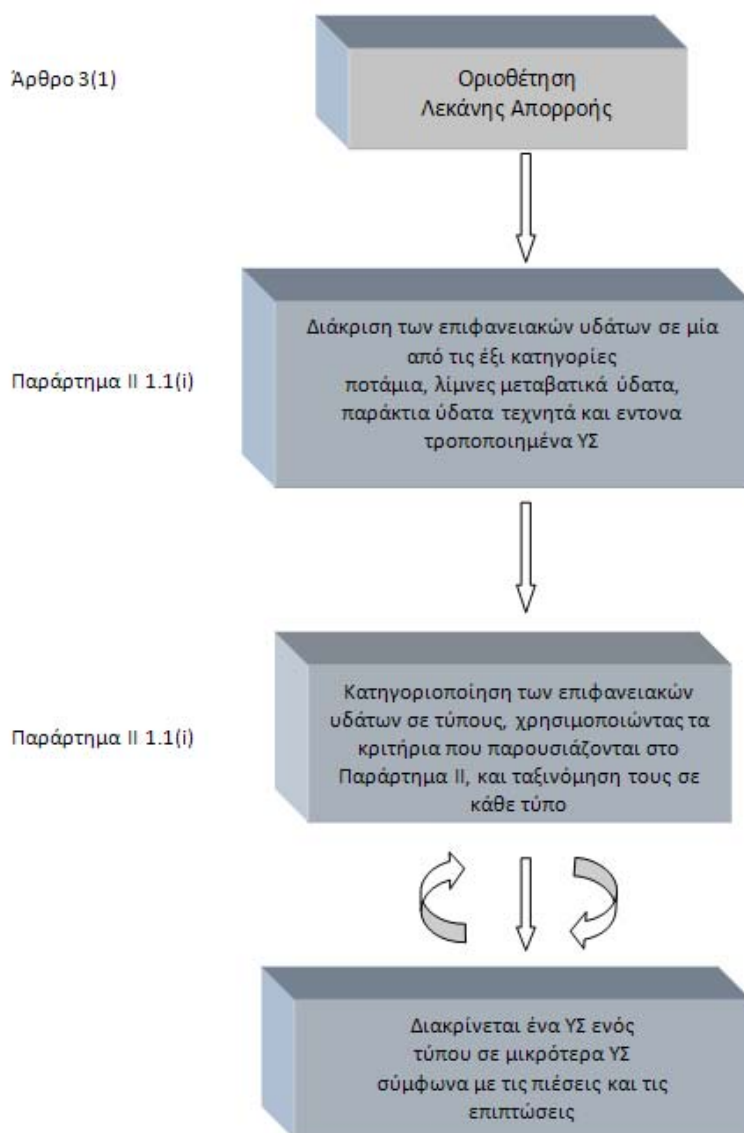 Άρθρο 3(1)
Οριοθέτηση
Λεκάνης Απορροής
Διάκριση των επιφανειακών υδάτων σε μία
από τις έξι κατηγορίες
ποτάμια, λίμνες μεταβατικά ύδατα,
παράκτια ύδατα τεχνητά και εντονα
τροποποιημένα ΥΣ
Παράρτημα ΙΙ 1.1(i)
Κατηγοριοποίηση των επιφανειακών
υδάτων σε τύπους, χρησιμοποιώντας τα
κριτήρια που παρουσιάζονται στο
Παράρτημα ΙΙ, και ταξινόμηση τους σε
κάθε τύπο
Παράρτημα ΙΙ 1.1(i)
Διακρίνεται ένα ΥΣ ενός
τύπου σε μικρότερα ΥΣ
σύμφωνα με τις πιέσεις και τις
επιπτώσεις